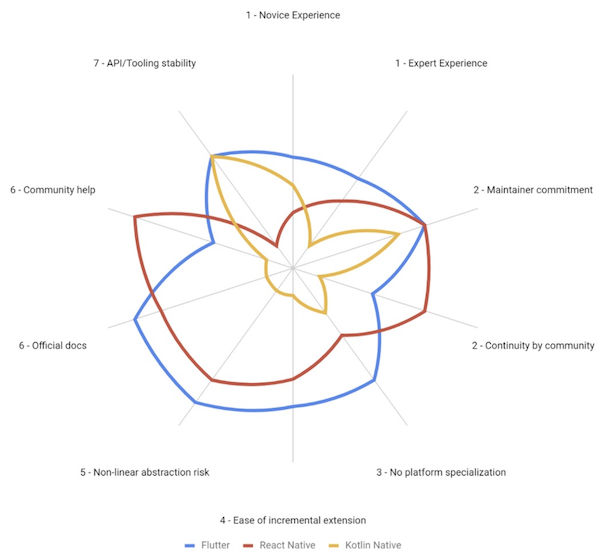 1 - Novice Experience
7 - API/Tooling stability
1 - Expert Experience
6 - Community help
2 - Maintainer commitment
6 - Official docs
2 - Continuity by community
5 - Non-linear abstraction risk
3 - No platform specialization
4 - Ease of incremental extension
Flutter React Native Kotlin Native